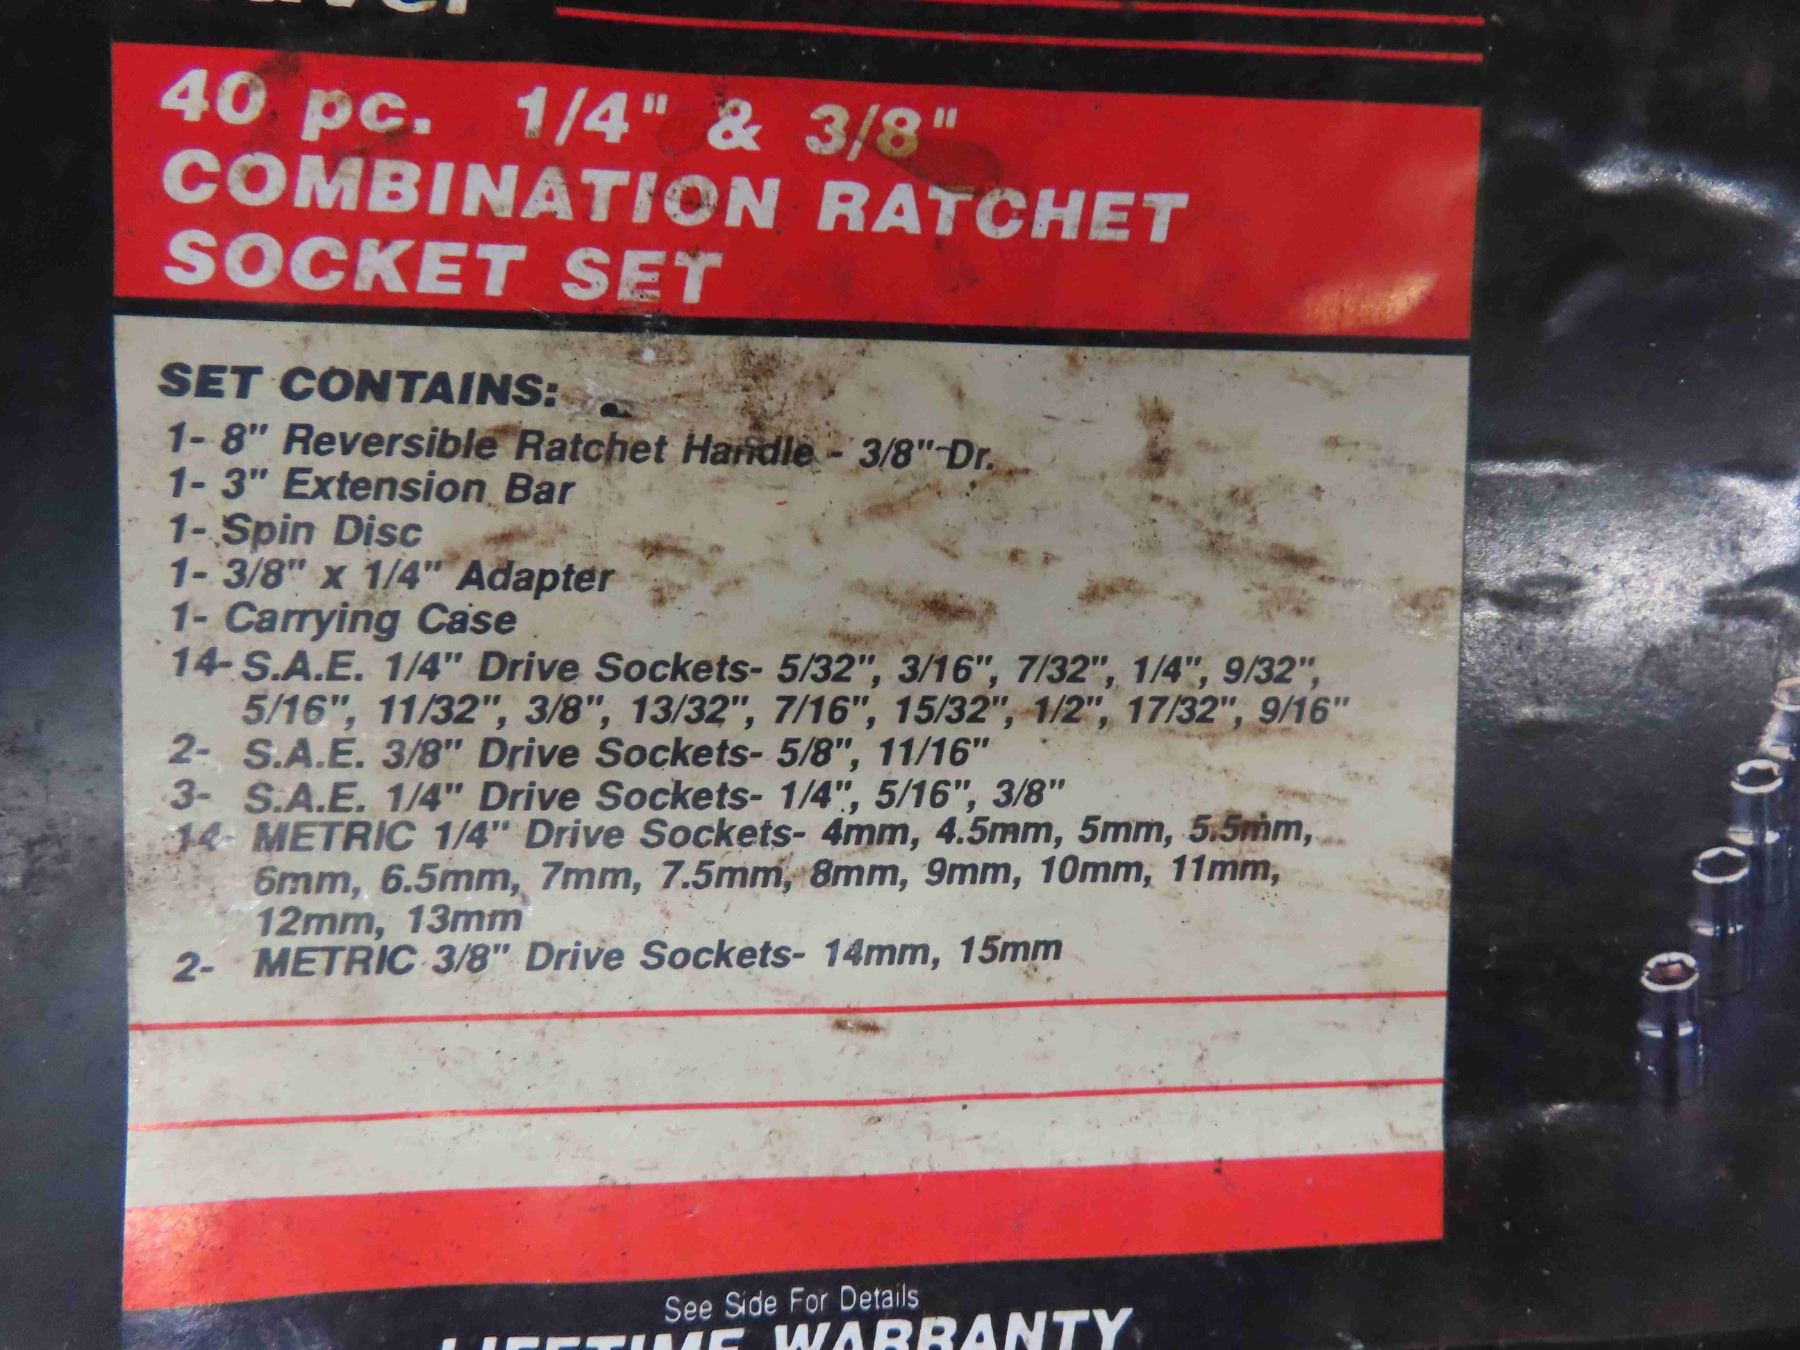 40 pc. 1/4" & 3/8"
COMBINATION RATCHET
SOCKET SET
SET CONTAINS:
1- 8" Reversible Ratchet Handle - 3/8" Dr.
1- 3" Extension Bar
1- Spin Disc
1- 3/8" x 1/4" Adapter
1- Carrying Case
14- S.A.E. 1/4" Drive Sockets- 5/32", 3/16", 7/32", 1/4", 9/32",
5/16", 11/32", 3/8", 13/32", 7/16", 15/32", 1/2", 17/32", 9/16"
2- S.A.E. 3/8" Drive Sockets- 5/8", 11/16"
3- S.A.E. 1/4" Drive Sockets- 1/4", 5/16", 3/8"
14- METRIC 1/4" Drive Sockets- 4mm, 4.5mm, 5mm, 5.5mm,
6mm, 6.5mm, 7mm, 7.5mm, 8mm, 9mm, 10mm, 11mm,
12mm, 13mm
2- METRIC 3/8" Drive Sockets- 14mm, 15mm
See Side For Details
LIFETIME WARRANTY